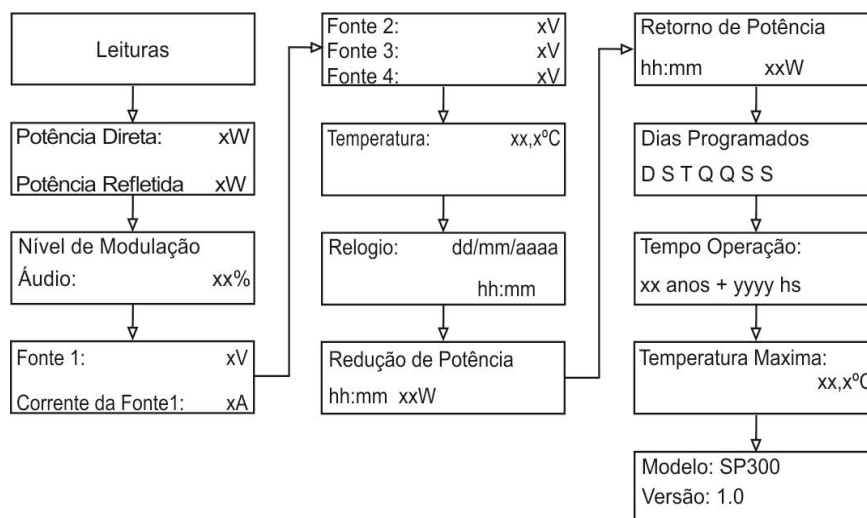 Leituras
Potência Direta: xW
Potência Refletida xW
Nível de Modulação
Áudio: xx%
Fonte 1: xV
Corrente da Fonte1: xA
Fonte 2: xV
Fonte 3: xV
Fonte 4: xV
Temperatura: xx,xºC
Relogio: dd/mm/aaaa
hh:mm
Redução de Potência
hh:mm xxW
Retorno de Potência
hh:mm xxW
Dias Programados
D S T Q Q S S
Tempo Operação:
xx anos + yyyy hs
Temperatura Maxima:
xx,xºC
Modelo: SP300
Versão: 1.0